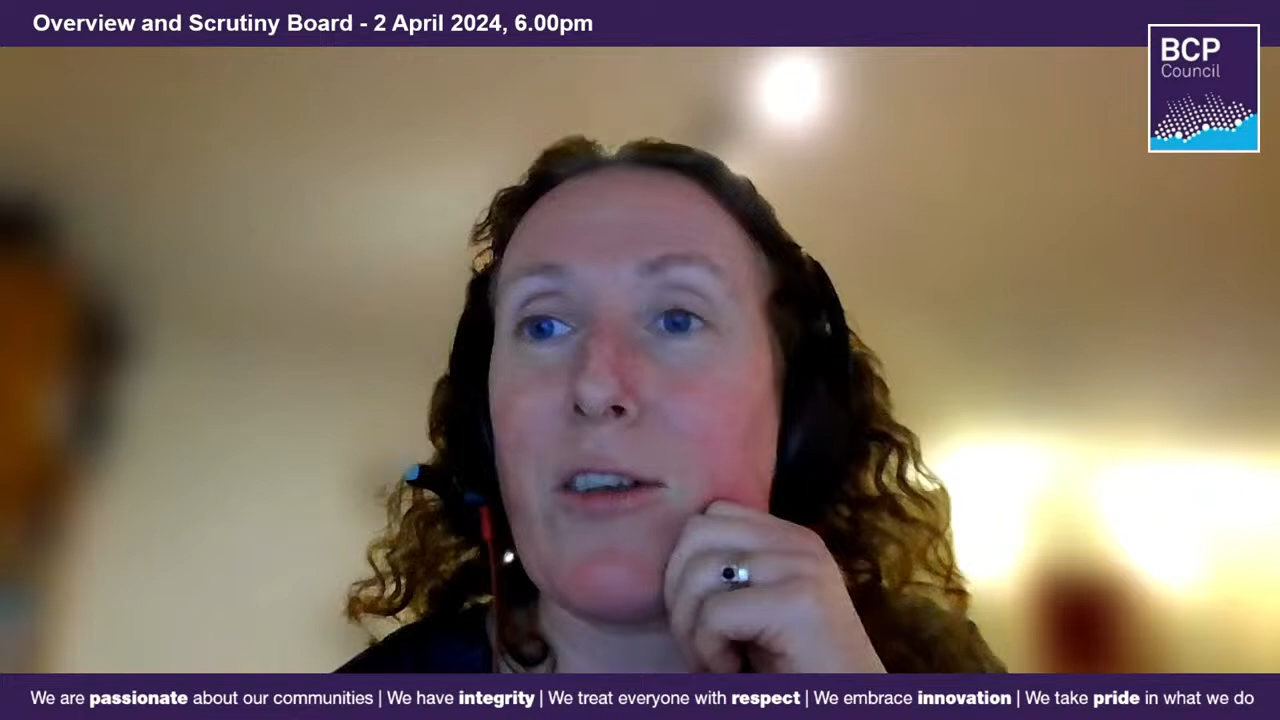 Overview and Scrutiny Board - 2 April 2024, 6.00pm
BCP
Council
We are passionate about our communities | We have integrity | We treat everyone with respect | We embrace innovation | We take pride in what we do